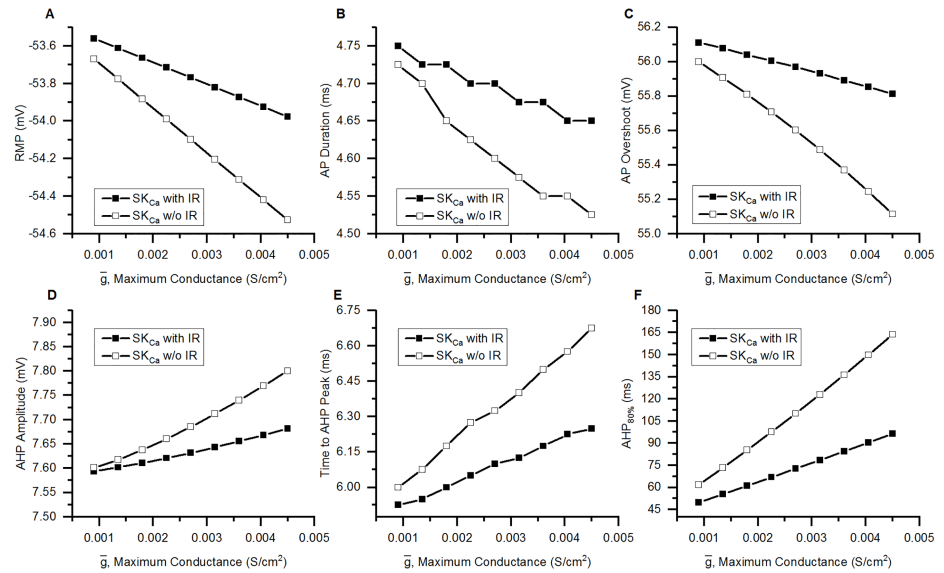 A
RMP (mV)
-53.6
-53.8
-54.0
-54.2
-54.4
-54.6
SKCa with IR
SKCa w/o IR
0.001 0.002 0.003 0.004 0.005
g̅, Maximum Conductance (S/cm²)
B
AP Duration (ms)
4.75
4.70
4.65
4.60
4.55
4.50
SKCa with IR
SKCa w/o IR
0.001 0.002 0.003 0.004 0.005
g̅, Maximum Conductance (S/cm²)
C
AP Overshoot (mV)
56.2
56.0
55.8
55.6
55.4
55.2
55.0
SKCa with IR
SKCa w/o IR
0.001 0.002 0.003 0.004 0.005
g̅, Maximum Conductance (S/cm²)
D
AHP Amplitude (mV)
7.90
7.85
7.80
7.75
7.70
7.65
7.60
7.55
7.50
SKCa with IR
SKCa w/o IR
0.001 0.002 0.003 0.004 0.005
g̅, Maximum Conductance (S/cm²)
E
Time to AHP Peak (ms)
6.75
6.60
6.45
6.30
6.15
6.00
SKCa with IR
SKCa w/o IR
0.001 0.002 0.003 0.004 0.005
g̅, Maximum Conductance (S/cm²)
F
AHP80% (ms)
180
165
150
135
120
105
90
75
60
45
SKCa with IR
SKCa w/o IR
0.001 0.002 0.003 0.004 0.005
g̅, Maximum Conductance (S/cm²)